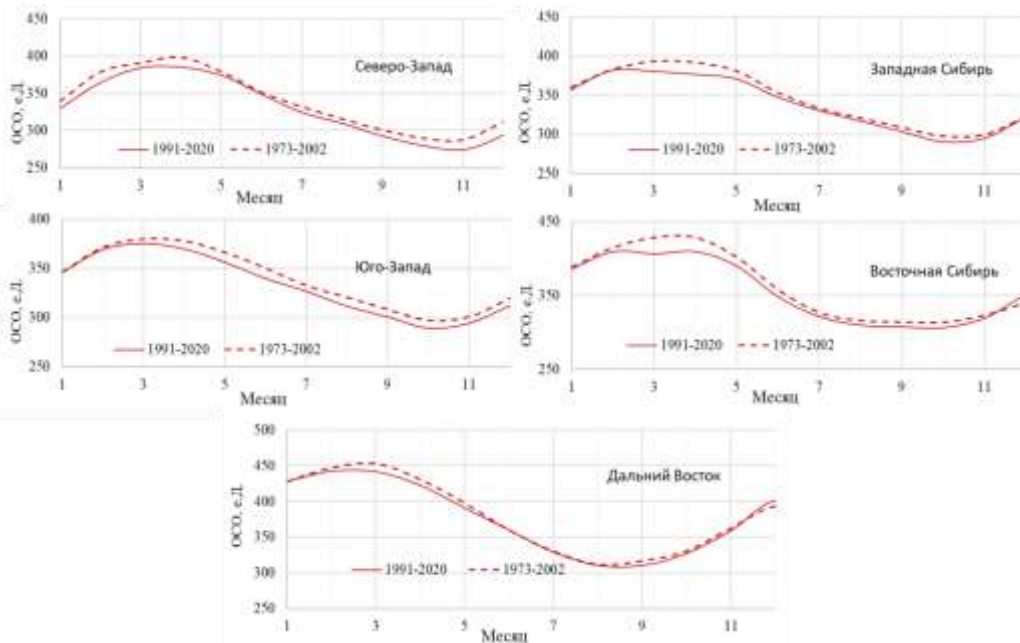 450
400
350
300
250
ОСО, е.Д.
Северо-Запад
1991-2020 1973-2002
1 3 5 7 9 11
Месяц
450
400
350
300
250
ОСО, е.Д.
Западная Сибирь
1991-2020 1973-2002
1 3 5 7 9 11
Месяц
400
350
300
250
ОСО, е.Д.
Юго-Запад
1991-2020 1973-2002
1 3 5 7 9 11
Месяц
450
350
250
ОСО, е.Д.
Восточная Сибирь
1991-2020 1973-2002
1 3 5 7 9 11
Месяц
500
450
400
350
300
250
ОСО, е.Д.
Дальний Восток
1991-2020 1973-2002
1 3 5 7 9 11
Месяц